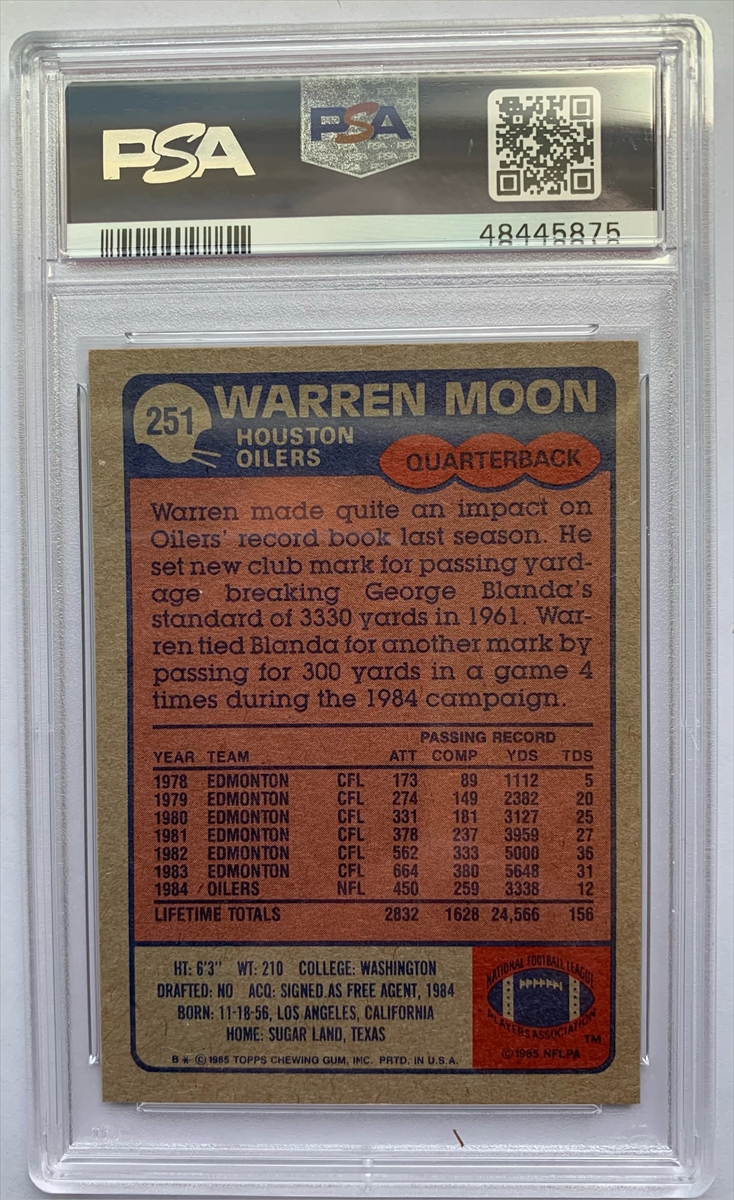 PSA
PSA
48445875
251
WARREN MOON
HOUSTON
OILERS
QUARTERBACK
Warren made quite an impact on
Oilers' record book last season. He
set new club mark for passing yard-
age breaking George Blanda's
standard of 3330 yards in 1961. War-
ren tied Blanda for another mark by
passing for 300 yards in a game 4
times during the 1984 campaign.
PASSING RECORD
YEAR TEAM ATT COMP YDS TDS
1978 EDMONTON CFL 173 89 1112 5
1979 EDMONTON CFL 274 149 2382 20
1980 EDMONTON CFL 331 181 3127 25
1981 EDMONTON CFL 378 237 3959 27
1982 EDMONTON CFL 562 333 5000 36
1983 EDMONTON CFL 664 380 5648 31
1984 OILERS NFL 450 259 3338 12
LIFETIME TOTALS 2832 1628 24,566 156
HT: 6'3" WT: 210 COLLEGE: WASHINGTON
DRAFTED: NO ACQ: SIGNED AS FREE AGENT, 1984
BORN: 11-18-56, LOS ANGELES, CALIFORNIA
HOME: SUGAR LAND, TEXAS
B * © 1985 TOPPS CHEWING GUM, INC. PRTD. IN U.S.A.
NATIONAL FOOTBALL LEAGUE
PLAYERS ASSOCIATION
TM
© 1985 NFLPA